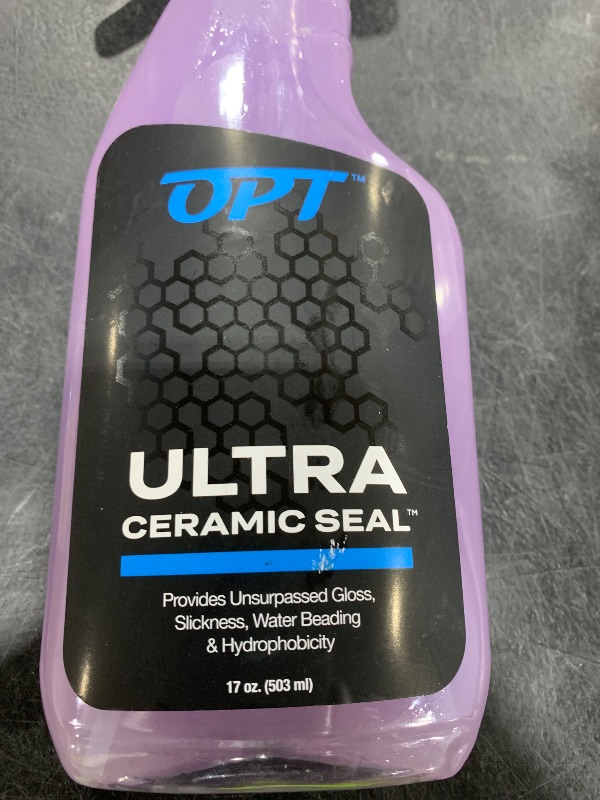 OPT™
ULTRA
CERAMIC SEAL™
Provides Unsurpassed Gloss,
Slickness, Water Beading
& Hydrophobicity
17 oz. (503 ml)